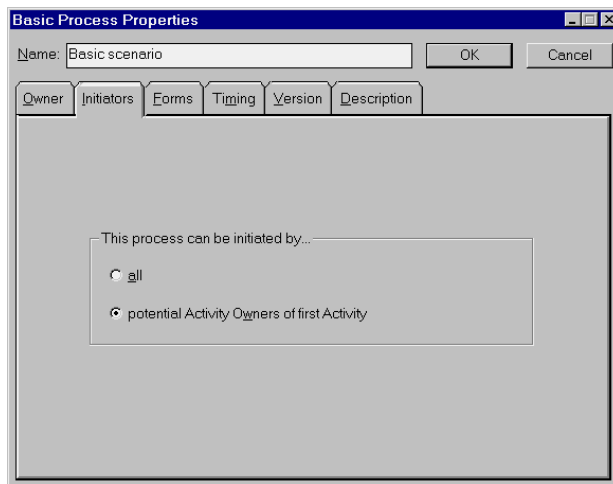 Basic Process Properties
Name: Basic scenario OK Cancel
Owner Initiators Forms Timing Version Description
This process can be initiated by...
all
potential Activity Owners of first Activity